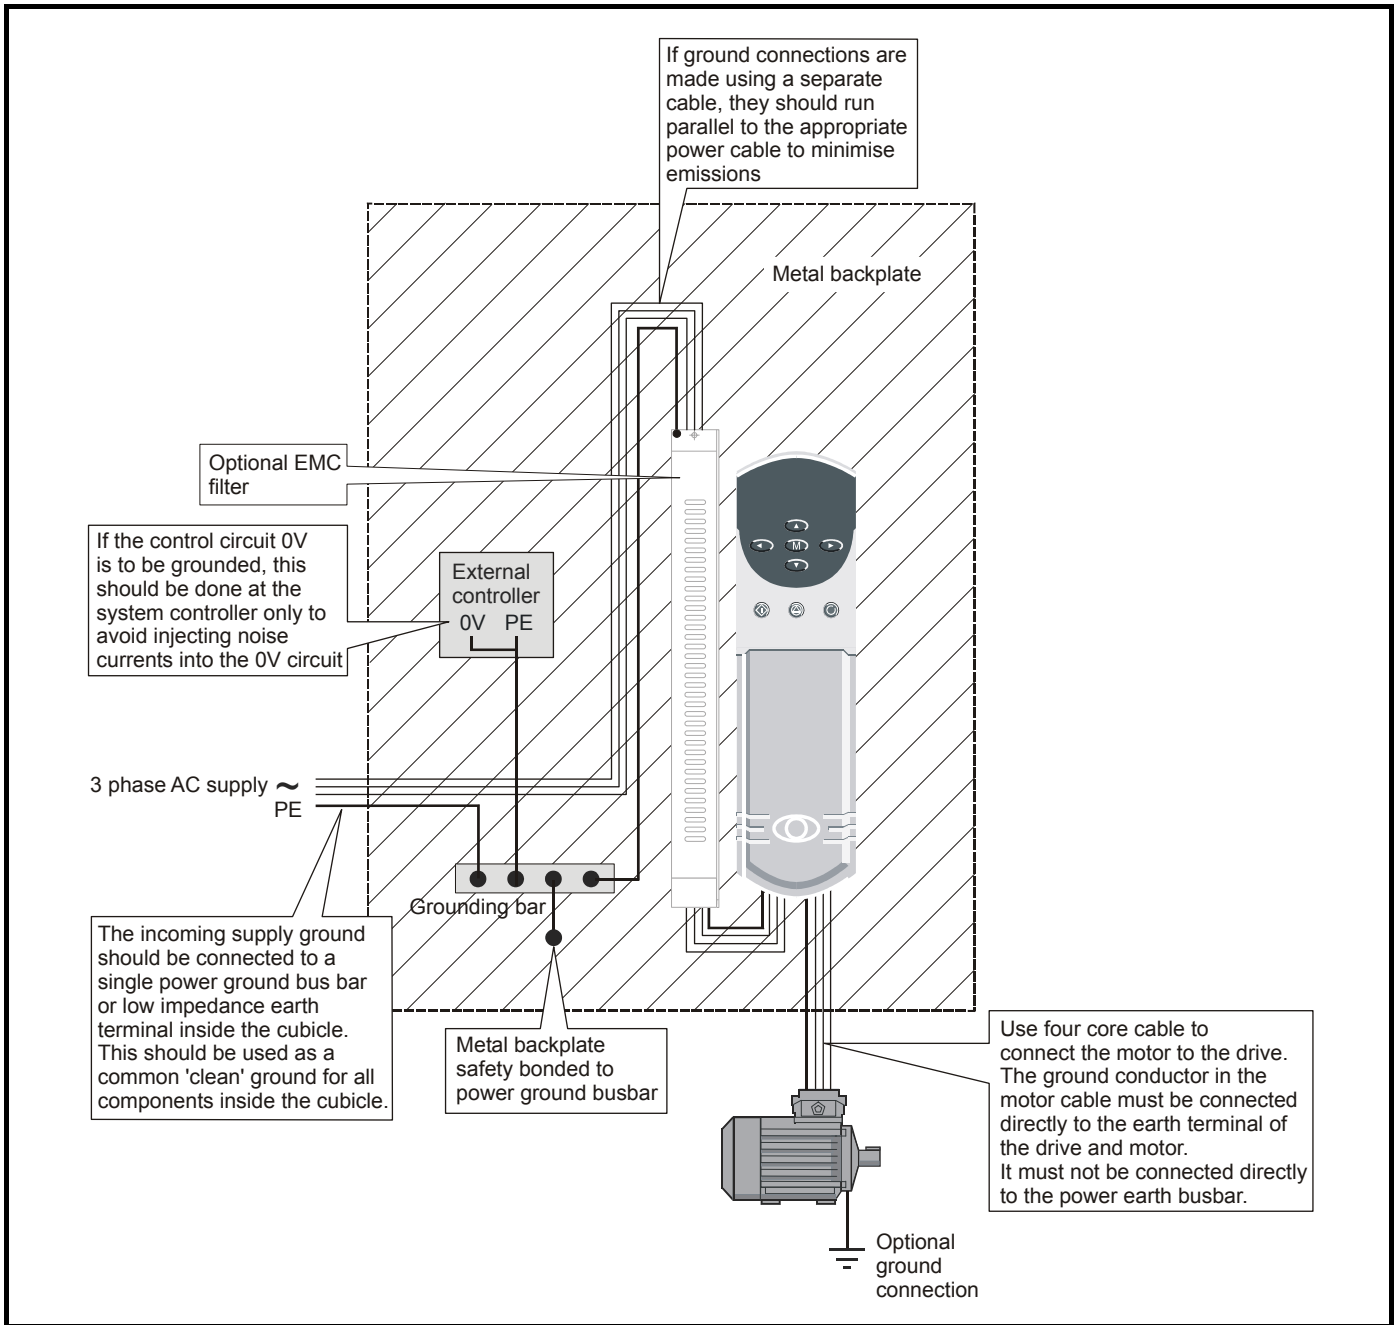 If ground connections are
made using a separate
cable, they should run
parallel to the appropriate
power cable to minimise
emissions
Metal backplate
Optional EMC
filter
If the control circuit 0V
is to be grounded, this
should be done at the
system controller only to
avoid injecting noise
currents into the 0V circuit
External
controller
0V PE
M
3 phase AC supply ~
PE
Grounding bar
The incoming supply ground
should be connected to a
single power ground bus bar
or low impedance earth
terminal inside the cubicle.
This should be used as a
common 'clean' ground for all
components inside the cubicle.
Metal backplate
safety bonded to
power ground busbar
Use four core cable to
connect the motor to the drive.
The ground conductor in the
motor cable must be connected
directly to the earth terminal of
the drive and motor.
It must not be connected directly
to the power earth busbar.
Optional
ground
connection